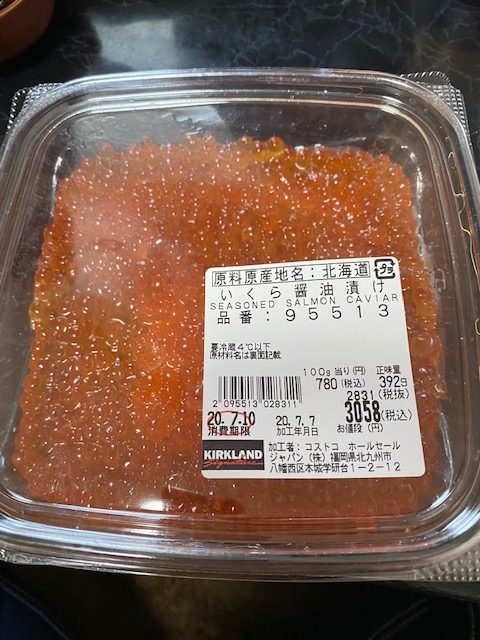 原料原産地名：北海道
いくら醤油漬け
SEASONED SALMON CAVIAR
品番：95513
要冷蔵4℃以下
原材料名は裏面記載
100g当り(円) 正味量
780(税込) 392g
2831(税抜)
2 095513 028311
20.7.10 20.7.7 3058(税込)
消費期限 加工年月日 お値段(円)
KIRKLAND
Signature
加工者：コストコ ホールセール
ジャパン(株)福岡県北九州市
八幡西区本城学研台1-2-12